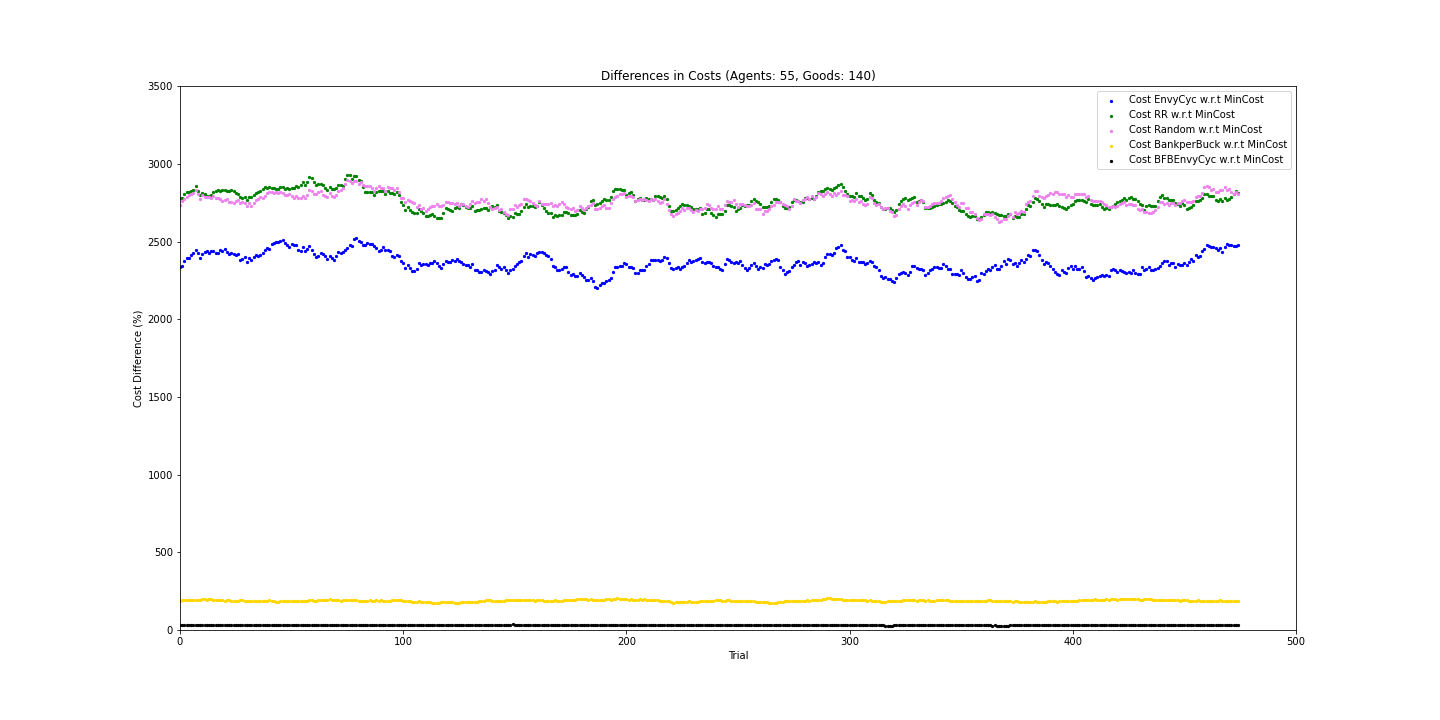 Differences in Costs (Agents: 55, Goods: 140)
3500
3000
2500
2000
1500
1000
500
0
Cost Difference (%)
Cost EnvyCyc w.r.t MinCost
Cost RR w.r.t MinCost
Cost Random w.r.t MinCost
Cost BankperBuck w.r.t MinCost
Cost BFBEnvyCyc w.r.t MinCost
0 100 200 300 400 500
Trial